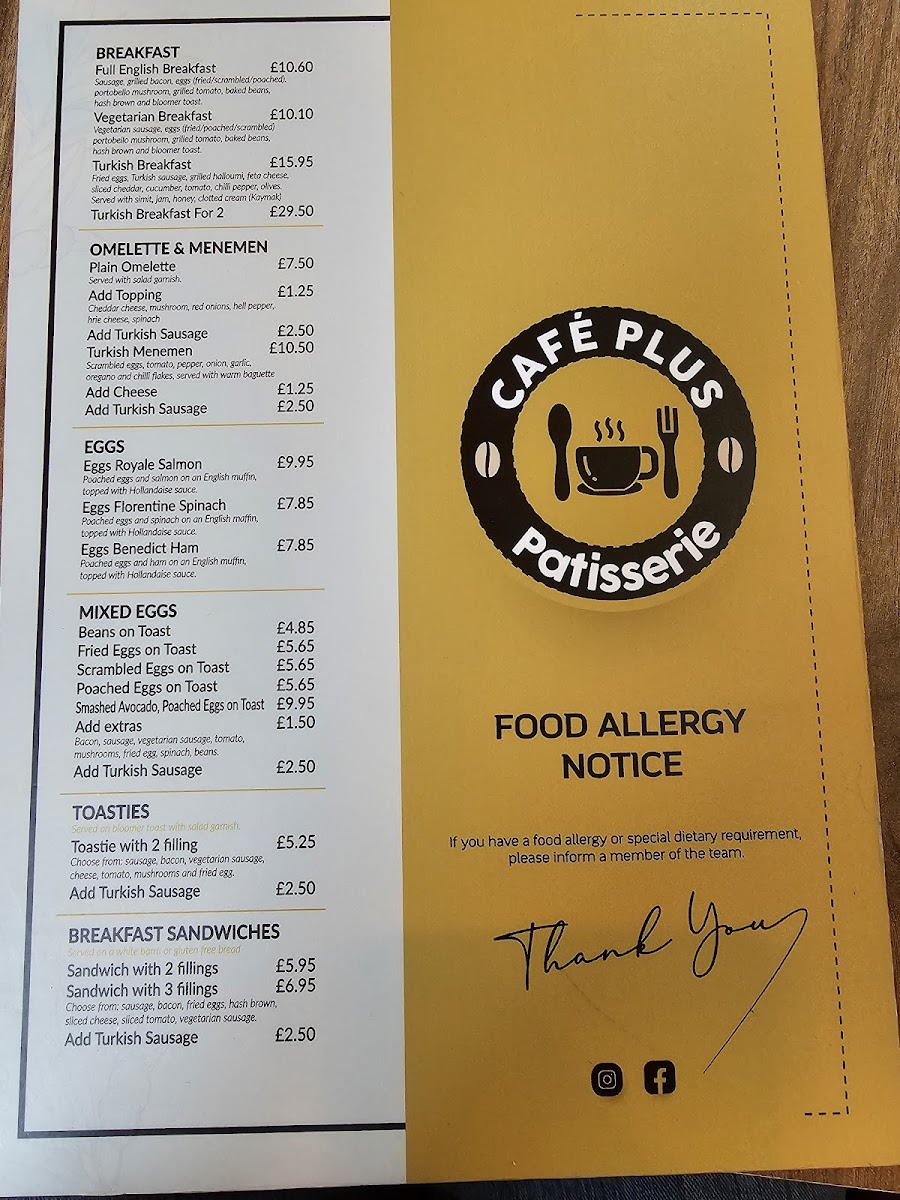 BREAKFAST
Full English Breakfast £10.60
Sausage, grilled bacon, eggs (fried/scrambled/poached).
portobello mushroom, grilled tomato, baked beans,
hash brown and bloomer toast.
Vegetarian Breakfast £10.10
Vegetarian sausage, eggs (fried/poached/scrambled)
portobello mushroom, grilled tomato, baked beans,
hash brown and bloomer toast.
Turkish Breakfast £15.95
Fried eggs, Turkish sausage, grilled halloumi, feta cheese,
sliced cheddar, cucumber, tomato, chilli pepper, olives.
Served with simit, jam, honey, clotted cream (Kaymak)
Turkish Breakfast For 2 £29.50
OMELETTE & MENEMEN
Plain Omelette £7.50
Served with salad garnish.
Add Topping £1.25
Cheddar cheese, mushroom, red onions, hell pepper,
hrie cheese, spinach
Add Turkish Sausage £2.50
Turkish Menemen £10.50
Scrambled eggs, tomato, pepper, onion, garlic,
oregano and chilli flakes, served with warm baguette
Add Cheese £1.25
Add Turkish Sausage £2.50
EGGS
Eggs Royale Salmon £9.95
Poached eggs and salmon on an English muffin,
topped with Hollandaise sauce.
Eggs Florentine Spinach £7.85
Poached eggs and spinach on an English maffin,
topped with Hollandaise sauce.
Eggs Benedict Ham £7.85
Poached eggs and ham on an English muffin,
topped with Hollandaise sauce.
MIXED EGGS
Beans on Toast £4.85
Fried Eggs on Toast £5.65
Scrambled Eggs on Toast £5.65
Poached Eggs on Toast £5.65
Smashed Avocado, Poached Eggs on Toast £9.95
Add extras £1.50
Bacon, sausage, vegetarian sausage, tomato,
mushrooms, fried egg, spinach, beans.
Add Turkish Sausage £2.50
TOASTIES
Served on bloomer toast with salad garnish.
Toastie with 2 filling £5.25
Choose from: sausage, bacon, vegetarian sausage,
cheese, tomato, mushrooms and fried egg.
Add Turkish Sausage £2.50
BREAKFAST SANDWICHES
Served on a white bam or gluten free bread
Sandwich with 2 fillings £5.95
Sandwich with 3 fillings £6.95
Choose from: sausage, bacon, fried eggs, hash brown,
sliced cheese, sliced tomato, vegetarian sausage.
Add Turkish Sausage £2.50
CAFÉ PLUS
Patisserie
FOOD ALLERGY
NOTICE
If you have a food allergy or special dietary requirement,
please inform a member of the team.
Thank You